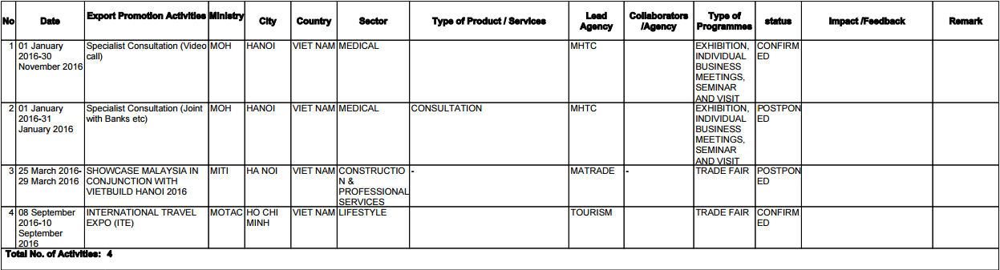 No Date Export Promotion Activities Ministry City Country Sector Type of Product / Services Lead Agency Collaborators /Agency Type of Programmes status Impact /Feedback Remark
1 01 January 2016-30 November 2016 Specialist Consultation (Video call) MOH HANOI VIET NAM MEDICAL MHTC EXHIBITION, INDIVIDUAL BUSINESS MEETINGS, SEMINAR AND VISIT CONFIRM ED
2 01 January 2016-31 January 2016 Specialist Consultation (Joint with Banks etc) MOH HANOI VIET NAM MEDICAL CONSULTATION MHTC EXHIBITION, INDIVIDUAL BUSINESS MEETINGS, SEMINAR AND VISIT POSTPON ED
3 25 March 2016- 29 March 2016 SHOWCASE MALAYSIA IN CONJUNCTION WITH VIETBUILD HANOI 2016 MITI HA NOI VIET NAM CONSTRUCTIO N & PROFESSIONAL SERVICES - MATRADE - TRADE FAIR POSTPON ED
4 08 September 2016-10 September 2016 INTERNATIONAL TRAVEL EXPO (ITE) MOTAC HO CHI MINH VIET NAM LIFESTYLE TOURISM TRADE FAIR CONFIRM ED
Total No. of Activities: 4